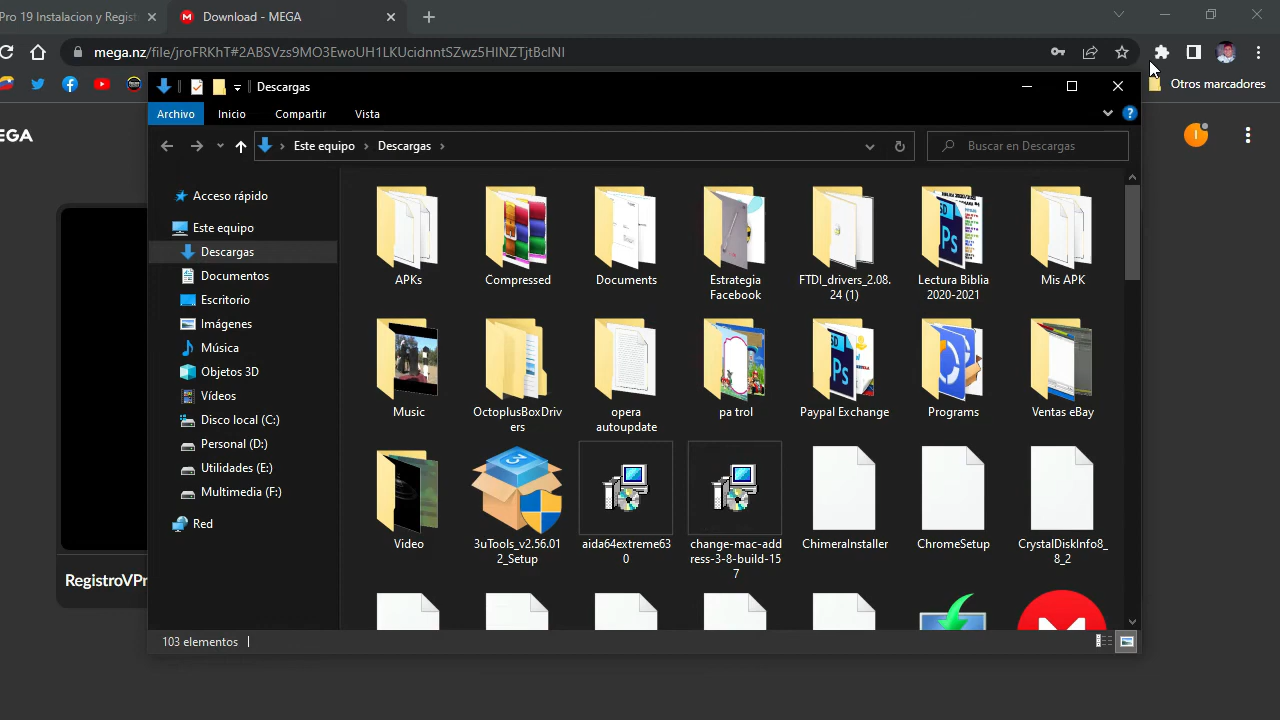 Pro 19 Instalacion y Regist
Download - MEGA
mega.nz/file/jroFRKhT#2ABSVzs9MO3EwoUH1LKUcidnntSZwz5HINZTjtBcINI
Otros marcadores
EGA
Descargas
Archivo
Inicio
Compartir
Vista
Este equipo
Descargas
Buscar en Descargas
Acceso rápido
Este equipo
Descargas
Documentos
Escritorio
Imágenes
Música
Objetos 3D
Vídeos
Disco local (C:)
Personal (D:)
Utilidades (E:)
Multimedia (F:)
Red
APKs
Compressed
Documents
Estrategia
Facebook
FTDI_drivers_2.08.
24 (1)
Lectura Biblia
2020-2021
Mis APK
Music
OctoplusBoxDriv
ers
opera
autoupdate
pa trol
Paypal Exchange
Programs
Ventas eBay
Video
3uTools_v2.56.01
2_Setup
aida64extreme63
0
change-mac-add
ress-3-8-build-15
7
ChimeraInstaller
ChromeSetup
CrystalDiskInfo8_
8_2
RegistroVPr
103 elementos